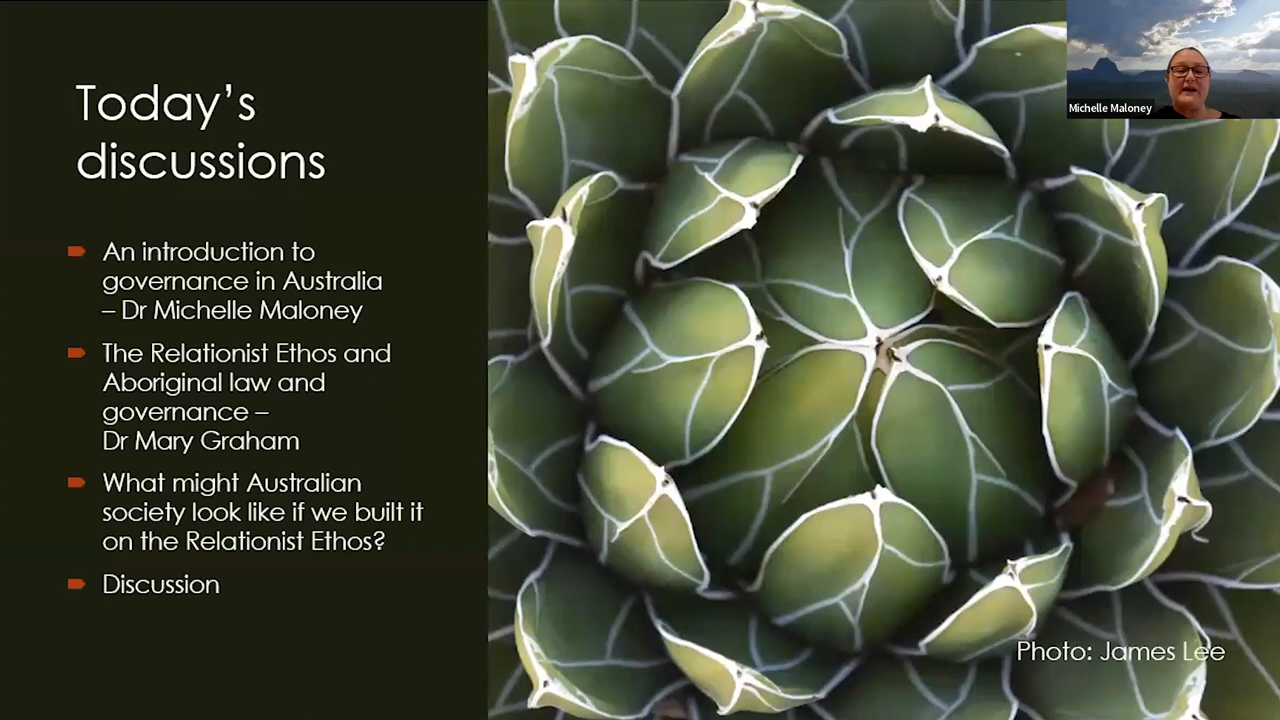 Today's
discussions
An introduction to
governance in Australia
– Dr Michelle Maloney
The Relationist Ethos and
Aboriginal law and
governance –
Dr Mary Graham
What might Australian
society look like if we built it
on the Relationist Ethos?
Discussion
Michelle Maloney
Photo: James Lee